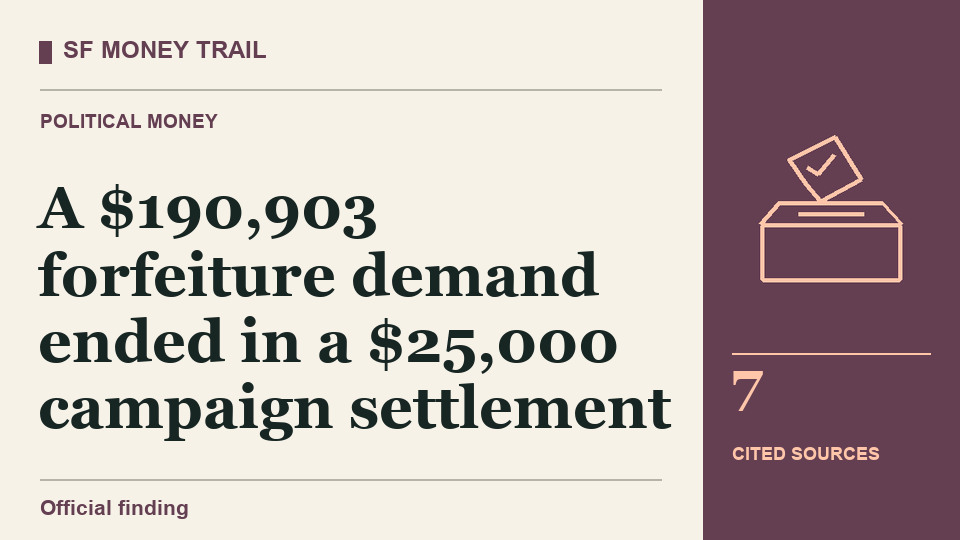 SF MONEY TRAIL
POLITICAL MONEY
A $190,903
forfeiture demand
ended in a $25,000
campaign settlement
Official finding
7
CITED SOURCES